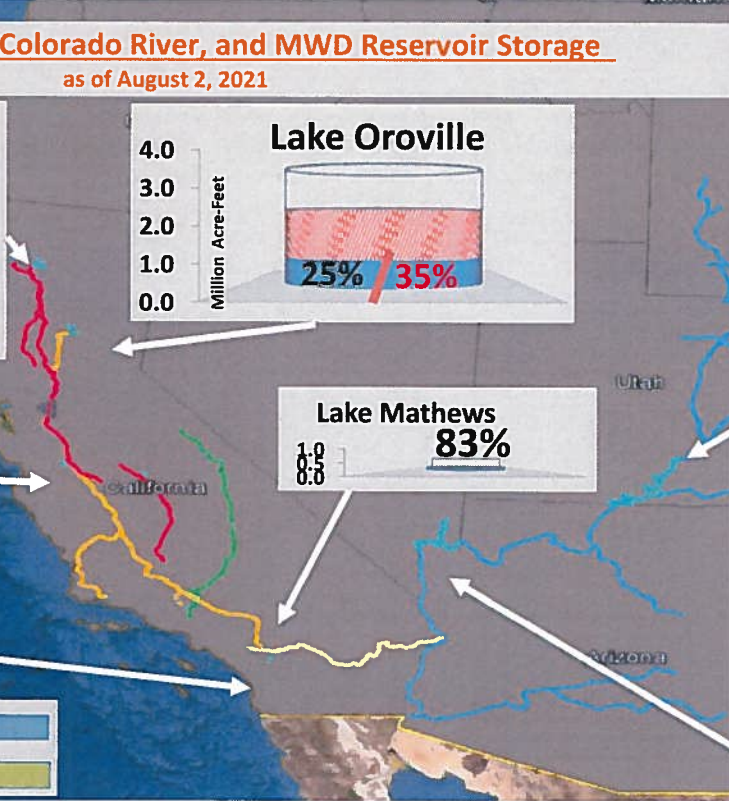 Colorado River, and MWD Reservoir Storage
as of August 2, 2021
Lake Oroville
4.0
3.0
2.0
1.0
0.0
Million Acre-Feet
25% 35%
Utah
Lake Mathews
83%
1.0
0.5
0.0
California
Arizona